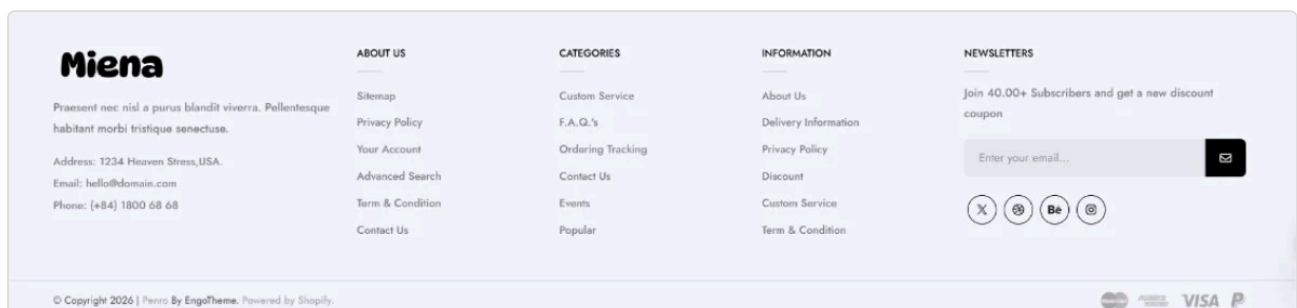 Miena
Praesent nec nisl a purus blandit viverra. Pellentesque
habitant morbi tristique senectuse.
Address: 1234 Heaven Stress,USA.
Email: hello@domain.com
Phone: (+84) 1800 68 68
ABOUT US
Sitemap
Privacy Policy
Your Account
Advanced Search
Term & Condition
Contact Us
CATEGORIES
Custom Service
F.A.Q.'s
Ordering Tracking
Contact Us
Events
Popular
INFORMATION
About Us
Delivery Information
Privacy Policy
Discount
Custom Service
Term & Condition
NEWSLETTERS
Join 40.00+ Subscribers and get a new discount
coupon
Enter your email...
X
Bē
© Copyright 2026 | Penro By EngoTheme. Powered by Shopify.
VISA